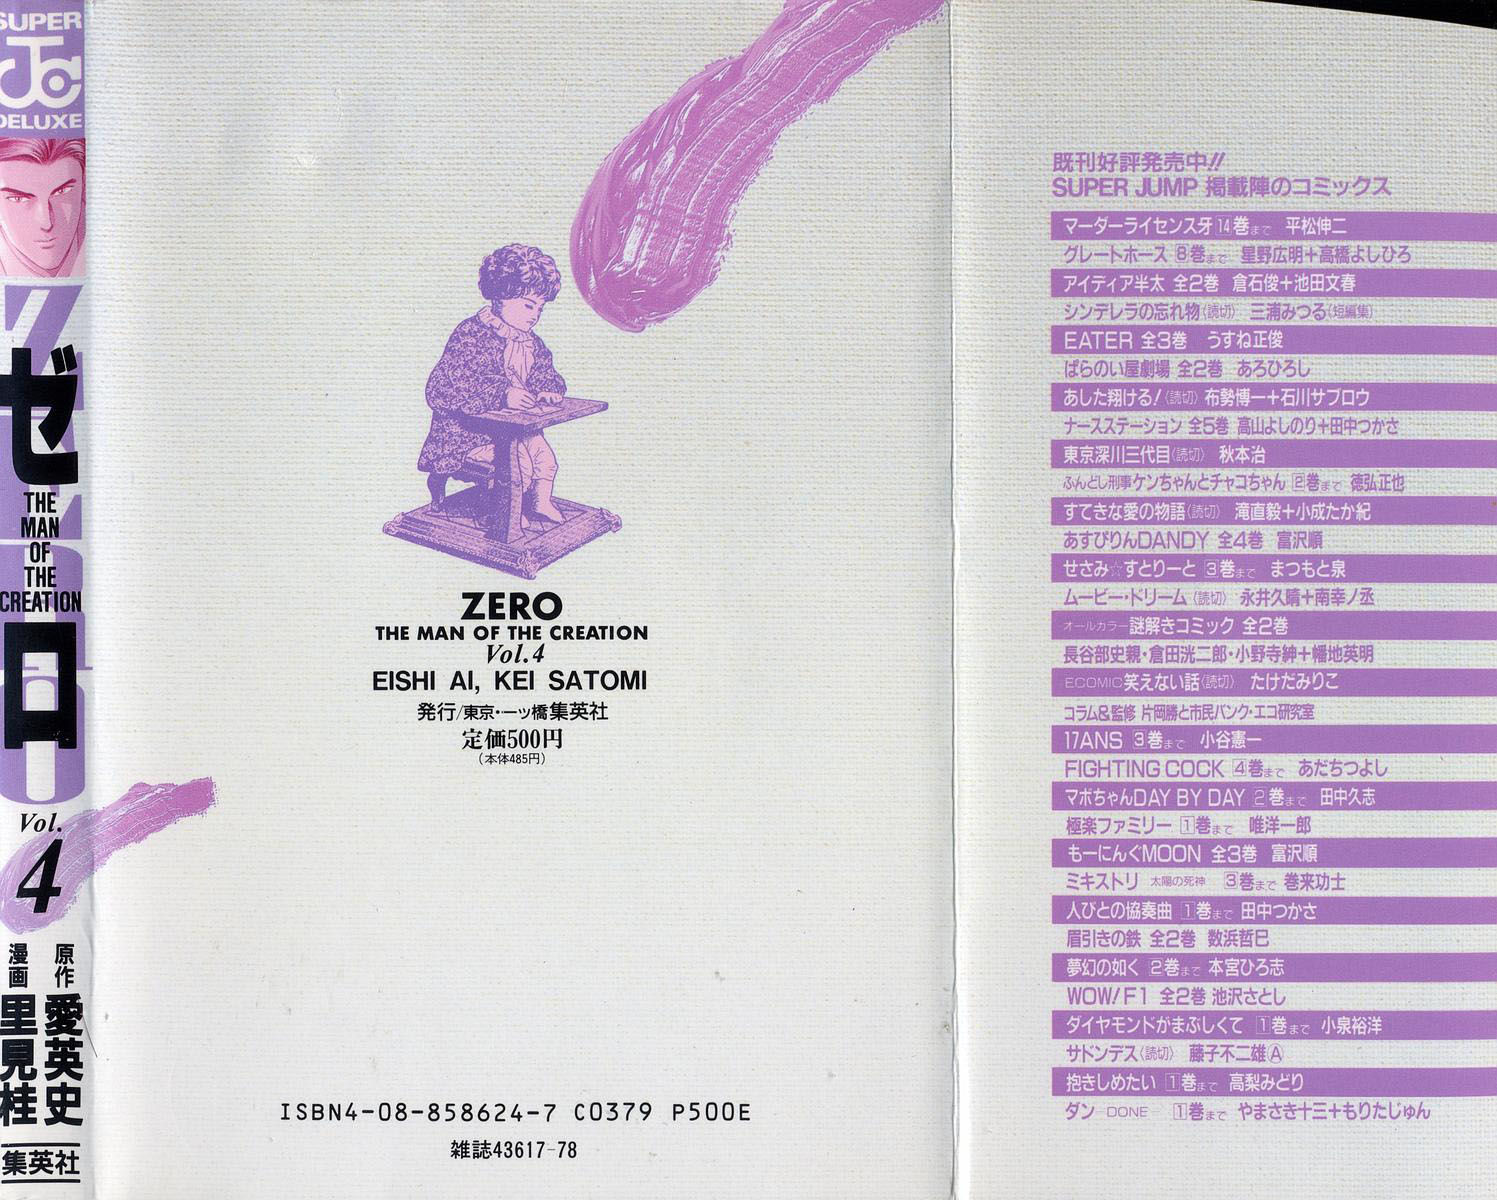 SUPER
JC
DELUXE
ZERO
ゼロ
THE
MAN
OF
THE
CREATION
Vol.
4
原作 愛英史
漫画 里見桂
集英社
ZERO
THE MAN OF THE CREATION
Vol.4
EISHI AI, KEI SATOMI
発行/東京・一ツ橋集英社
定価500円
(本体485円)
ISBN4-08-858624-7 C0379 P500E
雑誌43617-78
既刊好評発売中!!
SUPER JUMP 掲載陣のコミックス
マーダーライセンス牙 14巻まで 平松伸二
グレートホース 8巻まで 星野広明+高橋よしひろ
アイディア半太 全2巻 倉石俊+池田文春
シンデレラの忘れ物〈読切〉 三浦みつる〈短編集〉
EATER 全3巻 うすね正俊
ぱらのい屋劇場 全2巻 あろひろし
あした翔ける!〈読切〉 布勢博一+石川サブロウ
ナースステーション 全5巻 高山よしのり+田中つかさ
東京深川三代目〈読切〉 秋本治
ふんどし刑事ケンちゃんとチャコちゃん 2巻まで 徳弘正也
すてきな愛の物語〈読切〉 滝直毅+小成たか紀
あすぴりんDANDY 全4巻 富沢順
せさみ☆すとりーと 3巻まで まつもと泉
ムービー・ドリーム〈読切〉 永井久晴+南幸ノ丞
オールカラー謎解きコミック 全2巻
長谷部史親・倉田洸二郎・小野寺紳+幡地英明
ECOMIC笑えない話〈読切〉 たけだみりこ
コラム&監修 片岡勝と市民バンク・エコ研究室
17ANS 3巻まで 小谷憲一
FIGHTING COCK 4巻まで あだちつよし
マボちゃんDAY BY DAY 2巻まで 田中久志
極楽ファミリー 1巻まで 唯洋一郎
もーにんぐMOON 全3巻 富沢順
ミキストリ 太陽の死神 3巻まで 巻来功士
人びとの協奏曲 1巻まで 田中つかさ
眉引きの鉄 全2巻 数浜哲巳
夢幻の如く 2巻まで 本宮ひろ志
WOW!F1 全2巻 池沢さとし
ダイヤモンドがまぶしくて 1巻まで 小泉裕洋
サドンデス〈読切〉 藤子不二雄Ⓐ
抱きしめたい 1巻まで 高梨みどり
ダン—DONE— 1巻まで やまさき十三+もりたじゅん